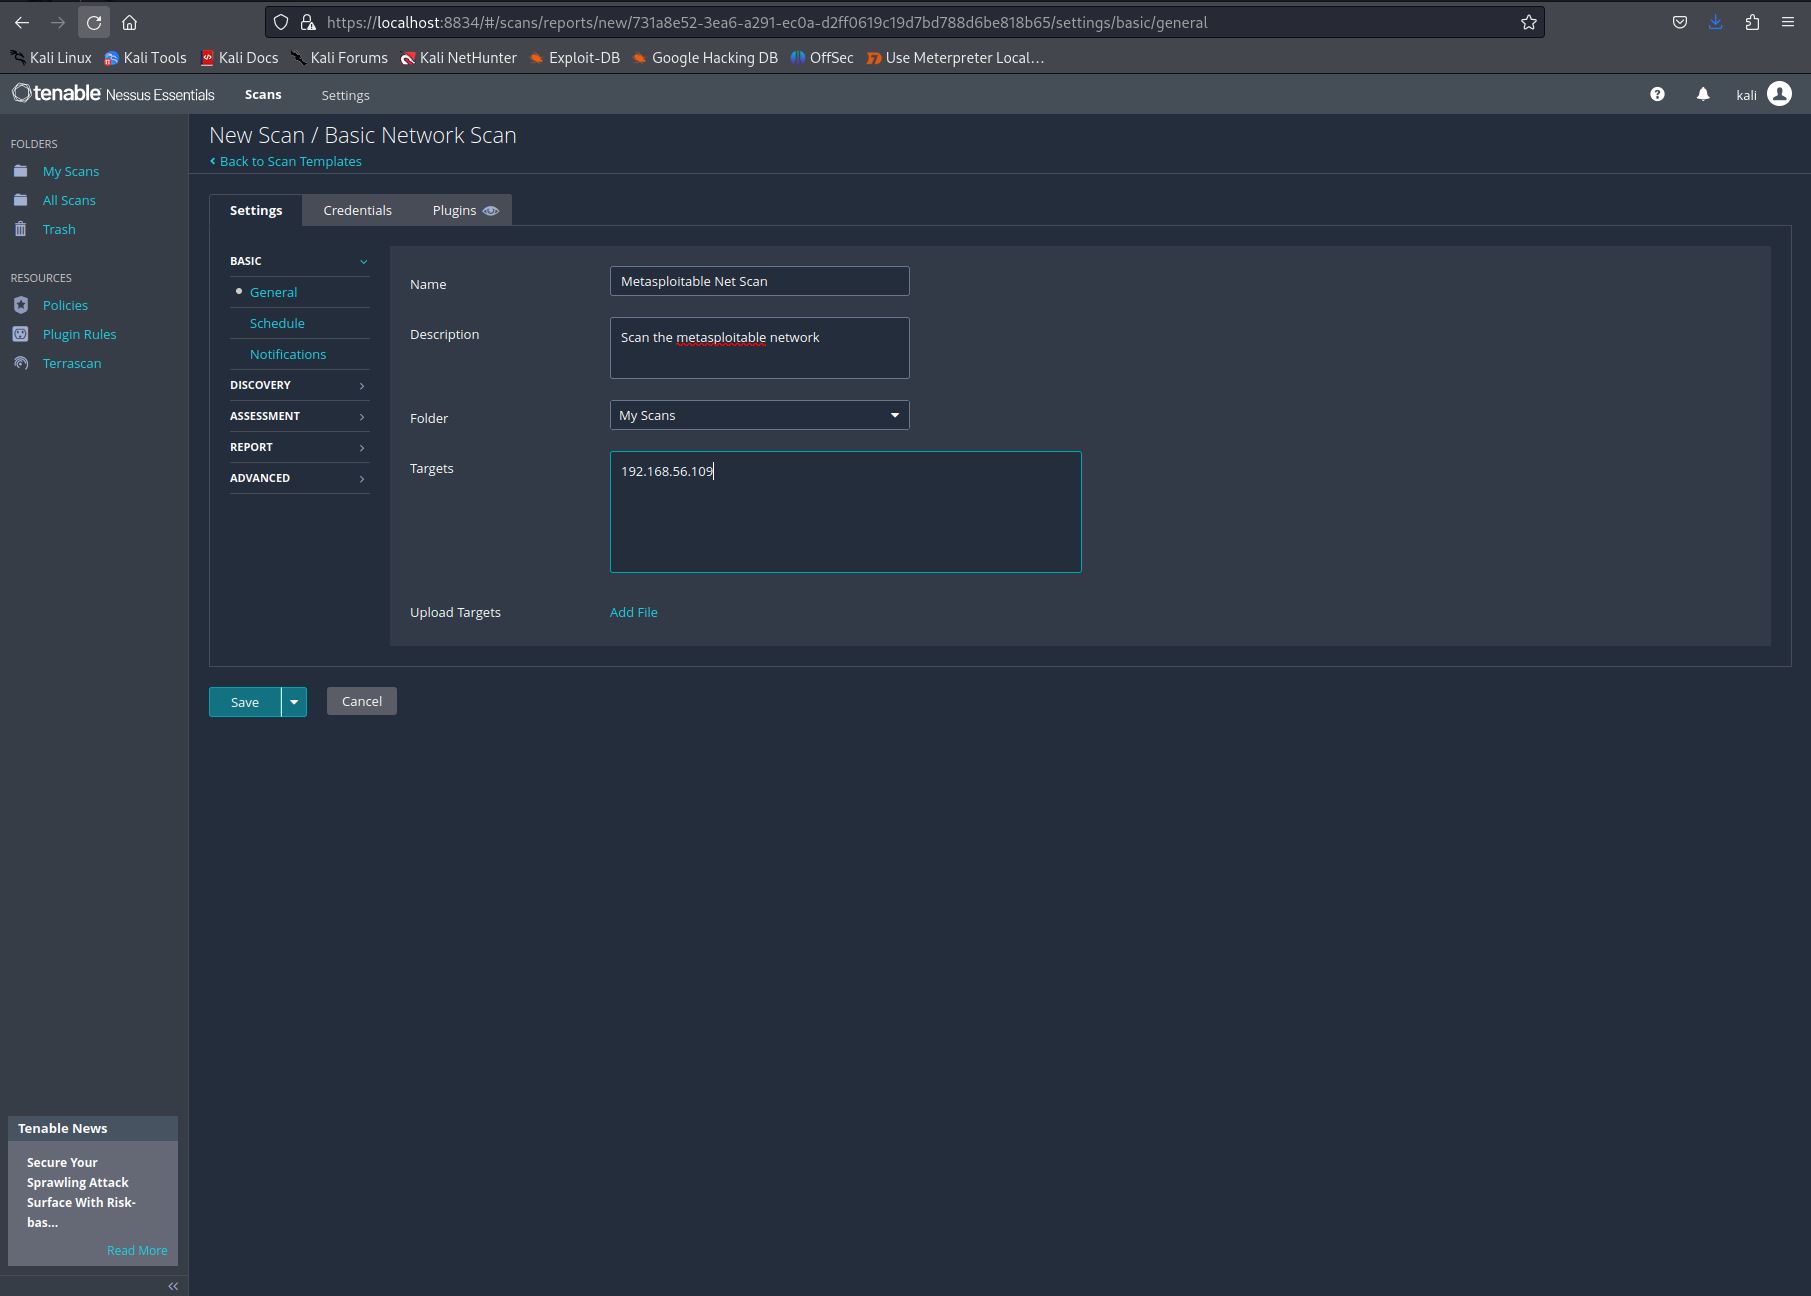 https://localhost:8834/#/scans/reports/new/731a8e52-3ea6-a291-ec0a-d2ff0619c19d7bd788d6be818b65/settings/basic/general
Kali Linux Kali Tools Kali Docs Kali Forums Kali NetHunter Exploit-DB Google Hacking DB OffSec Use Meterpreter Local…
tenable Nessus Essentials Scans Settings kali
FOLDERS
My Scans
All Scans
Trash
RESOURCES
Policies
Plugin Rules
Terrascan
New Scan / Basic Network Scan
Back to Scan Templates
Settings Credentials Plugins
BASIC
General
Schedule
Notifications
DISCOVERY
ASSESSMENT
REPORT
ADVANCED
Name Metasploitable Net Scan
Description Scan the metasploitable network
Folder My Scans
Targets 192.168.56.109
Upload Targets Add File
Save Cancel
Tenable News
Secure Your
Sprawling Attack
Surface With Risk-
bas...
Read More